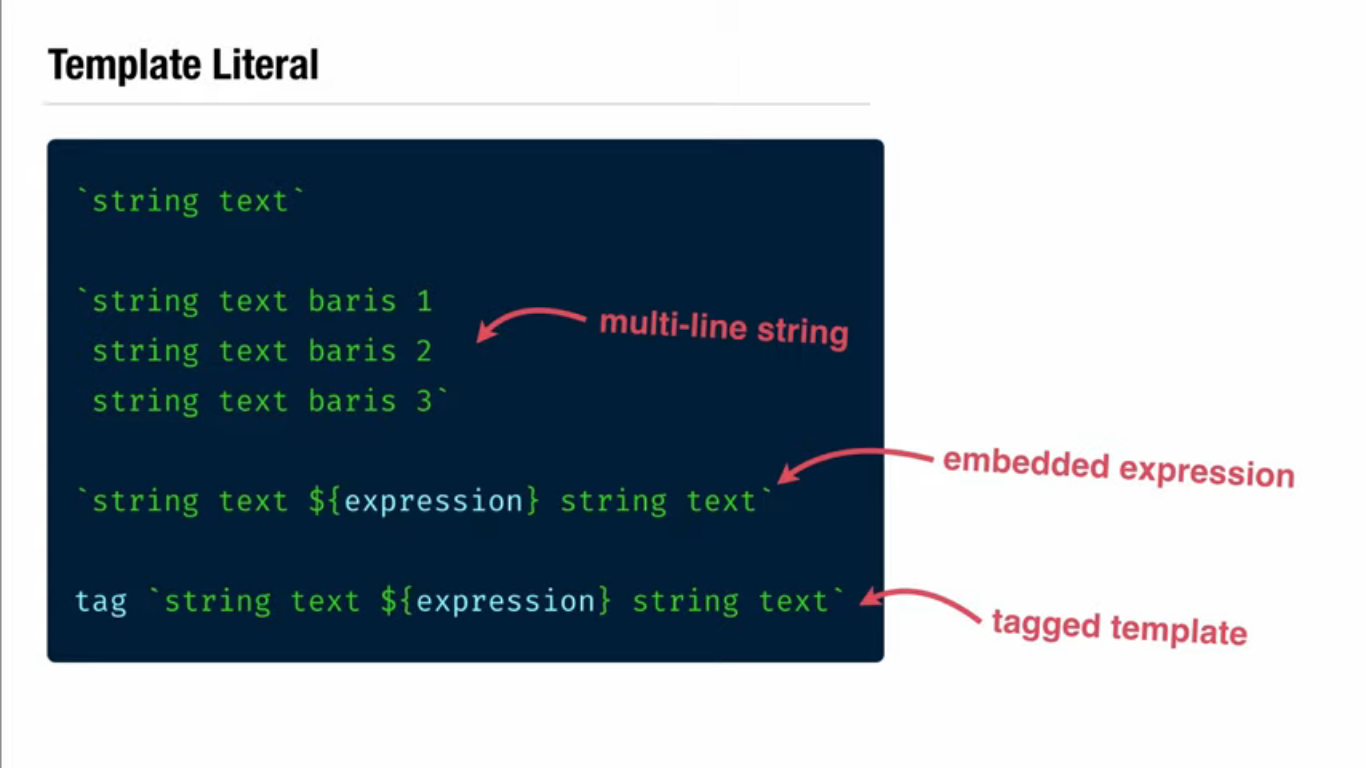 Template Literal
`string text`
`string text baris 1
multi-line string
string text baris 2
string text baris 3`
embedded expression
`string text ${expression} string text`
tag `string text ${expression} string text`
tagged template